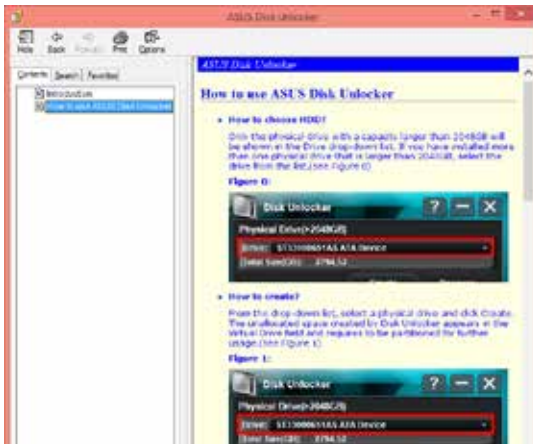 ASUS Disk Unlocker
Hide Back Forward Print Options
Contents Search Favorites
Introduction
How to use ASUS Disk Unlocker
ASUS Disk Unlocker
How to use ASUS Disk Unlocker
How to choose HDD?
Only the physical drive with a capacity larger than 2048GB will
be shown in the Drive drop-down list. If you have installed more
than one physical drive that is larger than 2048GB, select the
drive from the list.(see Figure 0)
Figure 0:
Disk Unlocker
Physical Drive(>2048GB)
Drive: ATA Device
Total Size(GB): 2794.52
How to create?
From the drop-down list, select a physical drive and click Create.
The unallocated space created by Disk Unlocker appears in the
Virtual Drive field and requires to be partitioned for further
usage.(see Figure 1)
Figure 1:
Disk Unlocker
Physical Drive(>2048GB)
Drive: ATA Device
Total Size(GB):